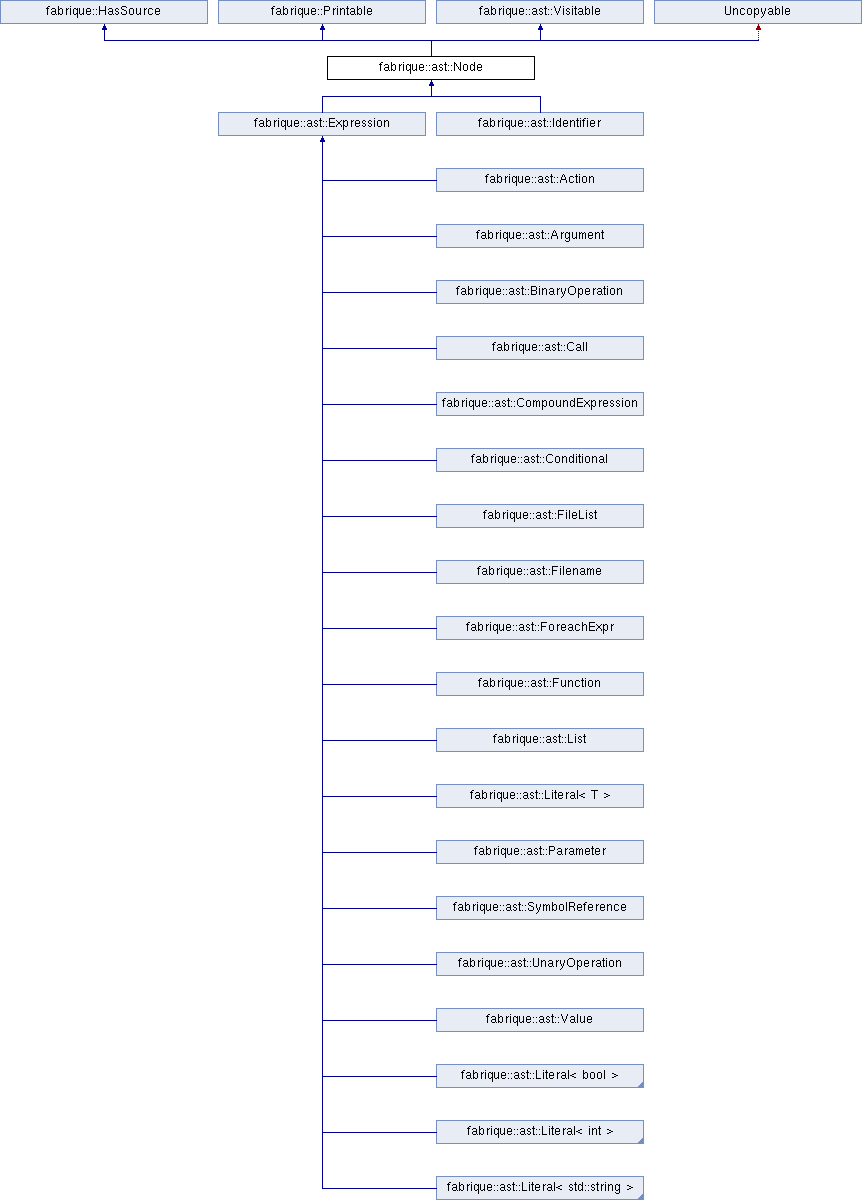 fabrique::HasSource
fabrique::Printable
fabrique::ast::Visitable
Uncopyable
fabrique::ast::Node
fabrique::ast::Expression
fabrique::ast::Identifier
fabrique::ast::Action
fabrique::ast::Argument
fabrique::ast::BinaryOperation
fabrique::ast::Call
fabrique::ast::CompoundExpression
fabrique::ast::Conditional
fabrique::ast::FileList
fabrique::ast::Filename
fabrique::ast::ForeachExpr
fabrique::ast::Function
fabrique::ast::List
fabrique::ast::Literal< T >
fabrique::ast::Parameter
fabrique::ast::SymbolReference
fabrique::ast::UnaryOperation
fabrique::ast::Value
fabrique::ast::Literal< bool >
fabrique::ast::Literal< int >
fabrique::ast::Literal< std::string >